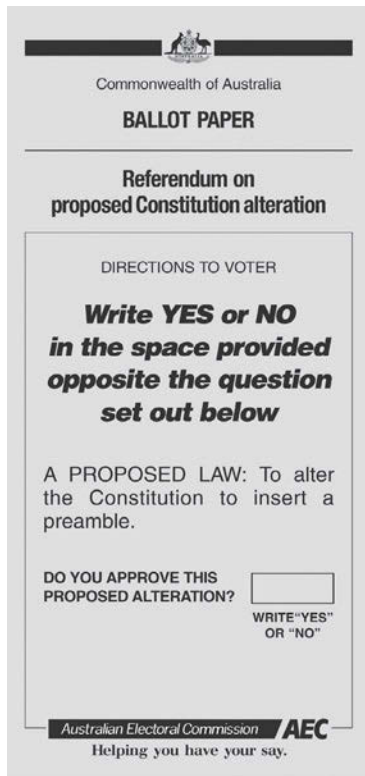 Commonwealth of Australia
BALLOT PAPER
Referendum on
proposed Constitution alteration
DIRECTIONS TO VOTER
Write YES or NO
in the space provided
opposite the question
set out below
A PROPOSED LAW: To alter
the Constitution to insert a
preamble.
DO YOU APPROVE THIS
PROPOSED ALTERATION?
WRITE“YES”
OR “NO”
Australian Electoral Commission AEC
Helping you have your say.